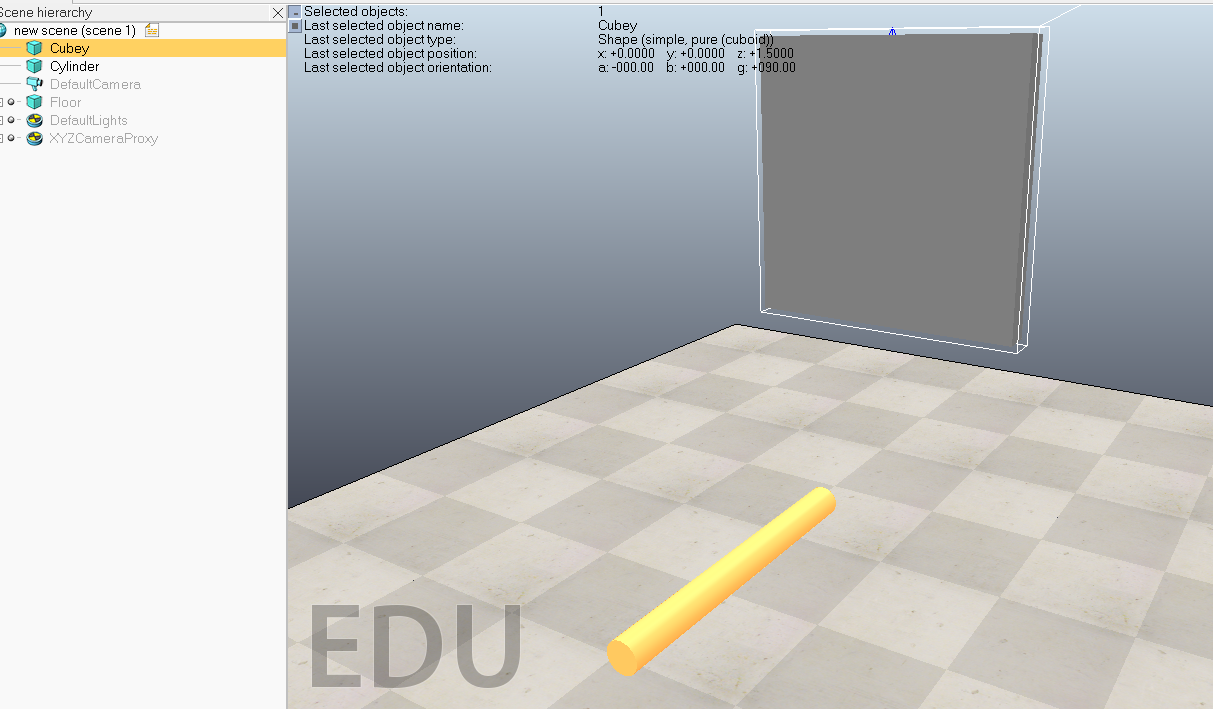 Scene hierarchy
new scene (scene 1)
Cubey
Cylinder
DefaultCamera
Floor
DefaultLights
XYZCameraProxy
Selected objects: 1
Last selected object name: Cubey
Last selected object type: Shape (simple, pure (cuboid))
Last selected object position: x: +0.0000 y: +0.0000 z: +1.5000
Last selected object orientation: a: -000.00 b: +000.00 g: +090.00
EDU